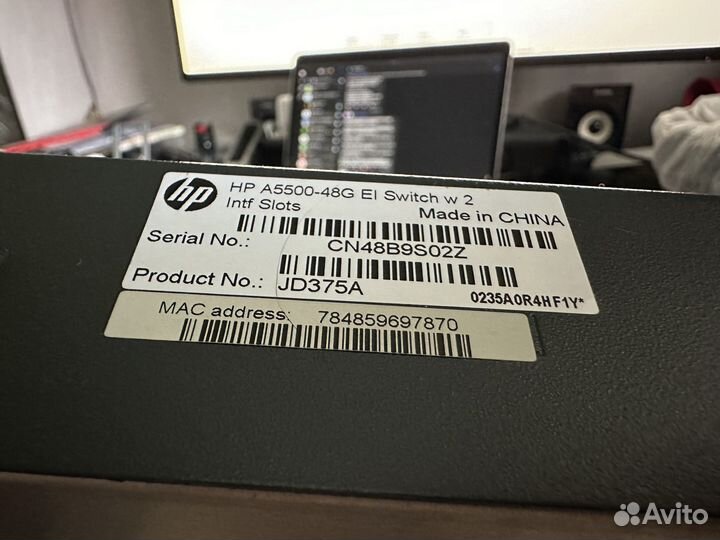 hp
HP A5500-48G EI Switch w 2
Intf Slots
Made in CHINA
Serial No.:
CN48B9S02Z
Product No.:
JD375A
0235A0R4HF1Y*
MAC address: 784859697870
Avito